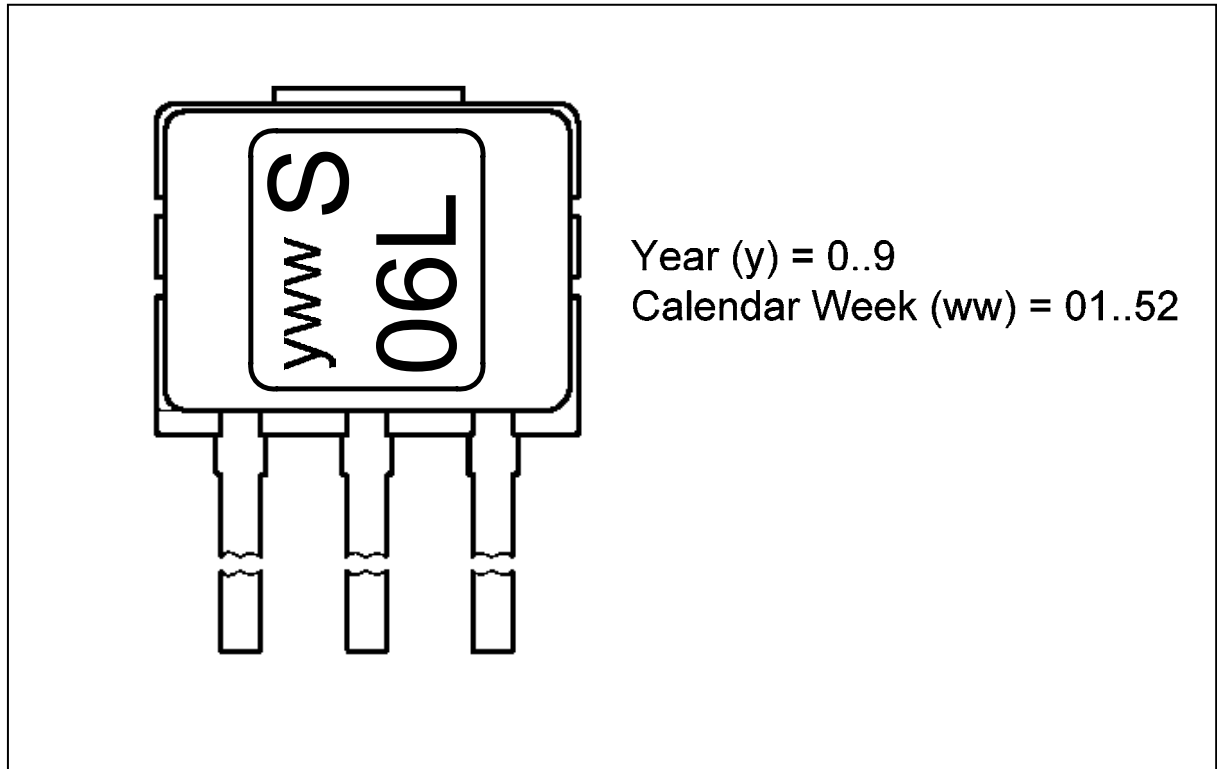 yww S
06L
Year (y) = 0..9
Calendar Week (ww) = 01..52